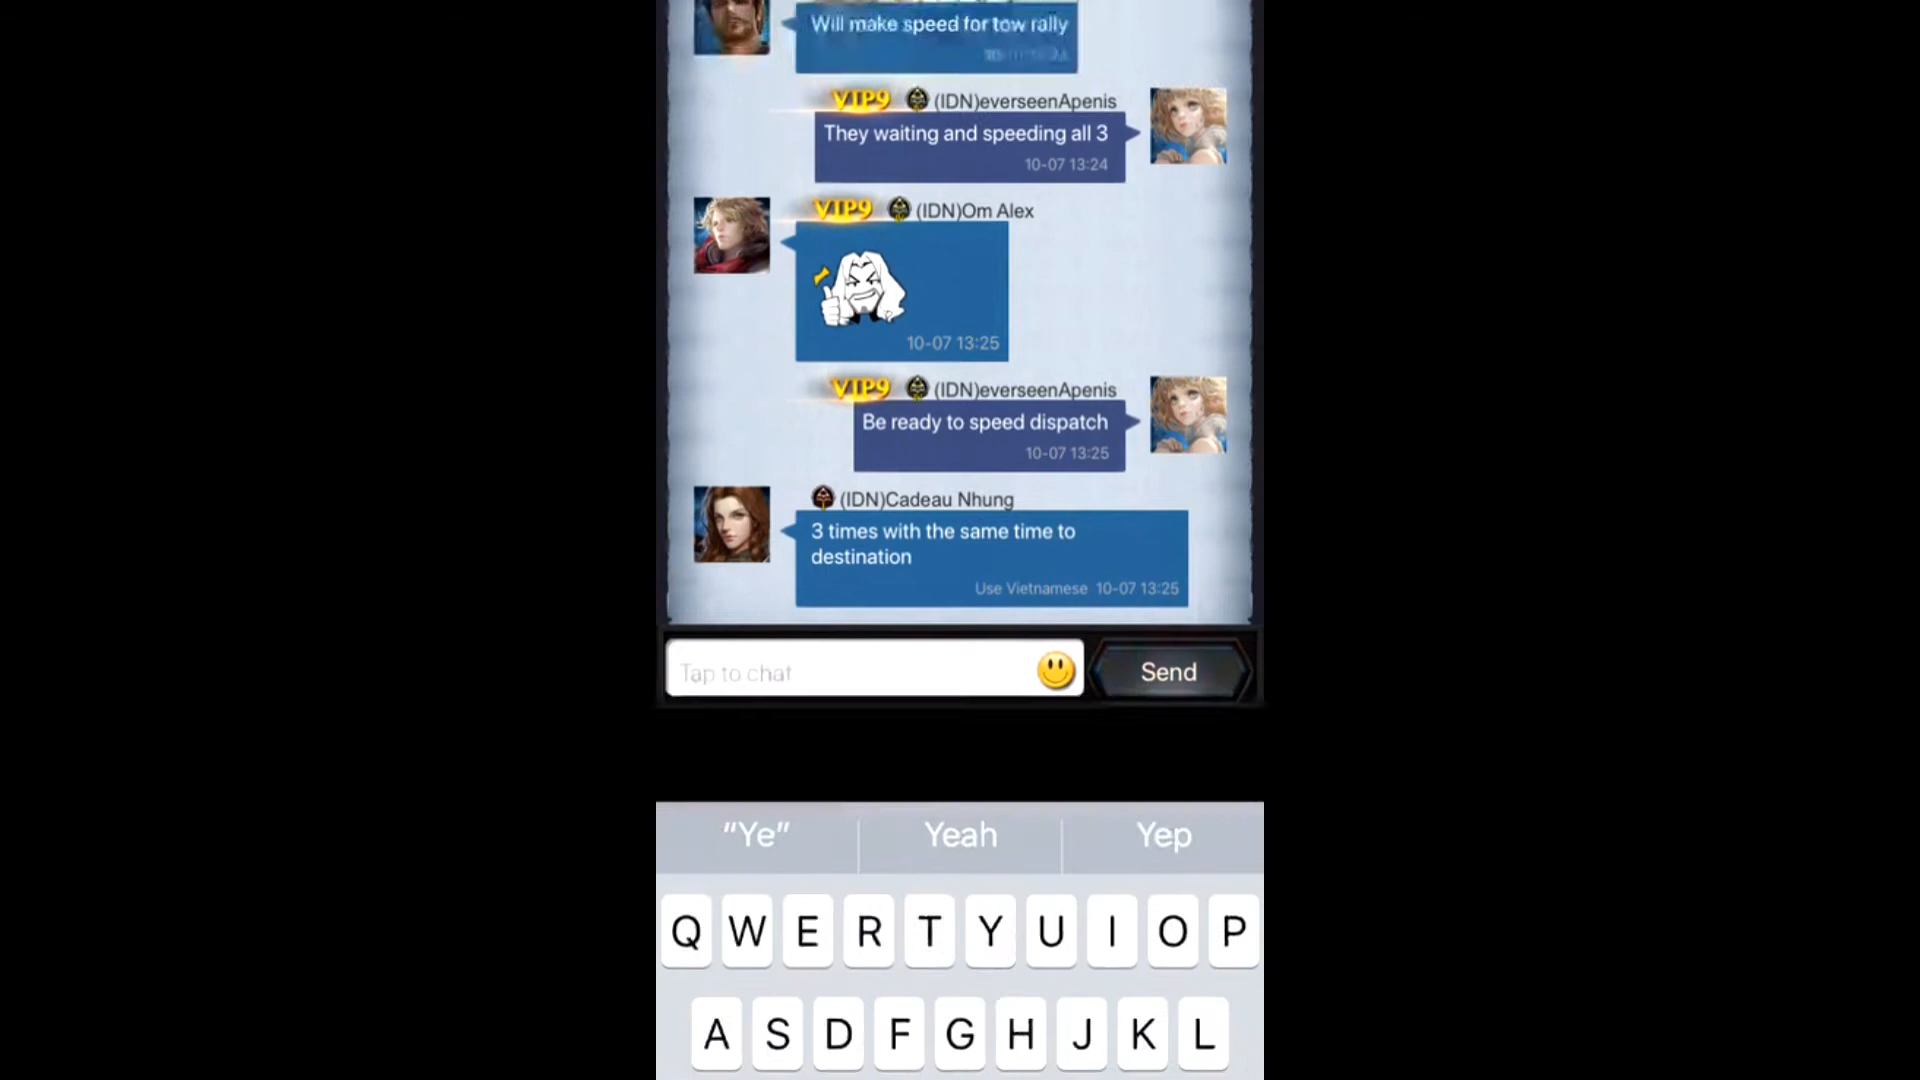 Will make speed for tow rally
VIP9 (IDN)everseenApenis
They waiting and speeding all 3
10-07 13:24
VIP9 (IDN)Om Alex
10-07 13:25
VIP9 (IDN)everseenApenis
Be ready to speed dispatch
10-07 13:25
(IDN)Cadeau Nhung
3 times with the same time to
destination
Use Vietnamese 10-07 13:25
Tap to chat
Send
"Ye" Yeah Yep
Q W E R T Y U I O P
A S D F G H J K L